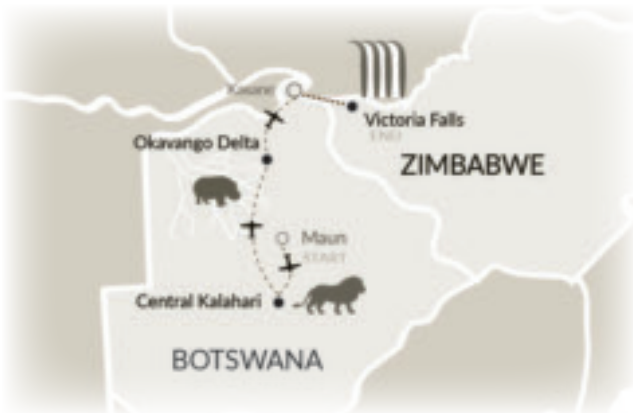 Kasane
Victoria Falls
END
Okavango Delta
ZIMBABWE
Maun
START
Central Kalahari
BOTSWANA